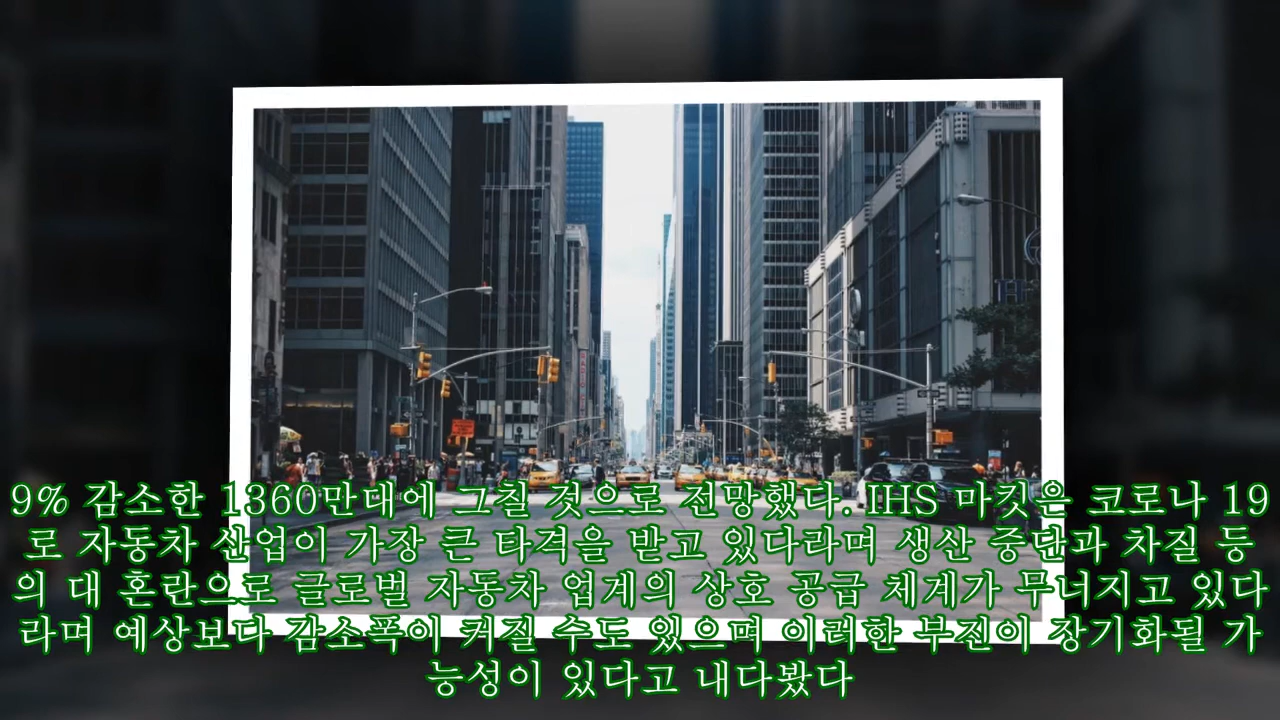 9% 감소한 1360만대에 그칠 것으로 전망했다. IHS 마킷은 코로나 19
로 자동차 산업이 가장 큰 타격을 받고 있다라며 생산 중단과 차질 등
의 대 혼란으로 글로벌 자동차 업계의 상호 공급 체계가 무너지고 있다
라며 예상보다 감소폭이 커질 수도 있으며 이러한 부진이 장기화될 가
능성이 있다고 내다봤다